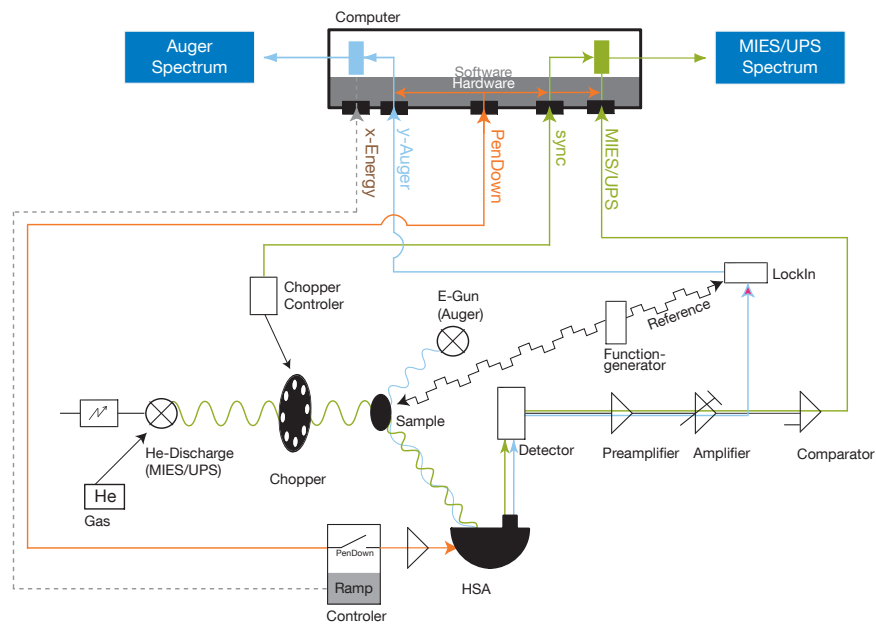 Computer
Auger
Spectrum
MIES/UPS
Spectrum
Software
Hardware
x-Energy
y-Auger
PenDown
sync
MIES/UPS
Chopper
Controler
E-Gun
(Auger)
LockIn
Reference
Function-
generator
Sample
He-Discharge
(MIES/UPS)
Chopper
Detector
Preamplifier
Amplifier
Comparator
He
Gas
PenDown
Ramp
Controler
HSA